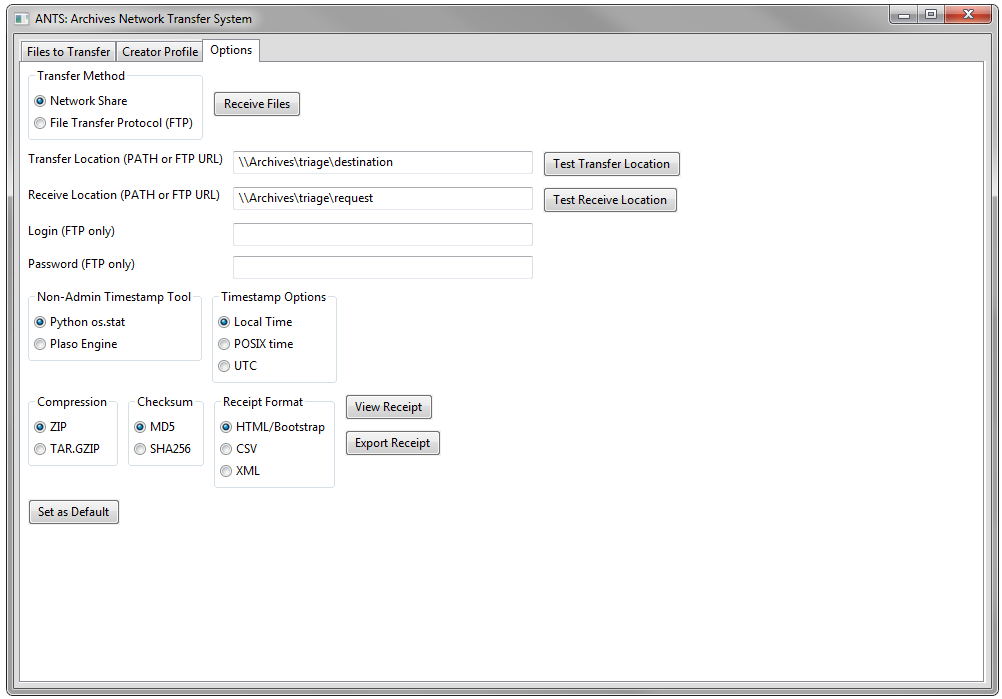 ANTS: Archives Network Transfer System
Files to Transfer Creator Profile Options
Transfer Method
Network Share
File Transfer Protocol (FTP)
Receive Files
Transfer Location (PATH or FTP URL) \\Archives\triage\destination Test Transfer Location
Receive Location (PATH or FTP URL) \\Archives\triage\request Test Receive Location
Login (FTP only)
Password (FTP only)
Non-Admin Timestamp Tool
Python os.stat
Plaso Engine
Timestamp Options
Local Time
POSIX time
UTC
Compression
ZIP
TAR.GZIP
Checksum
MD5
SHA256
Receipt Format
HTML/Bootstrap
CSV
XML
View Receipt
Export Receipt
Set as Default